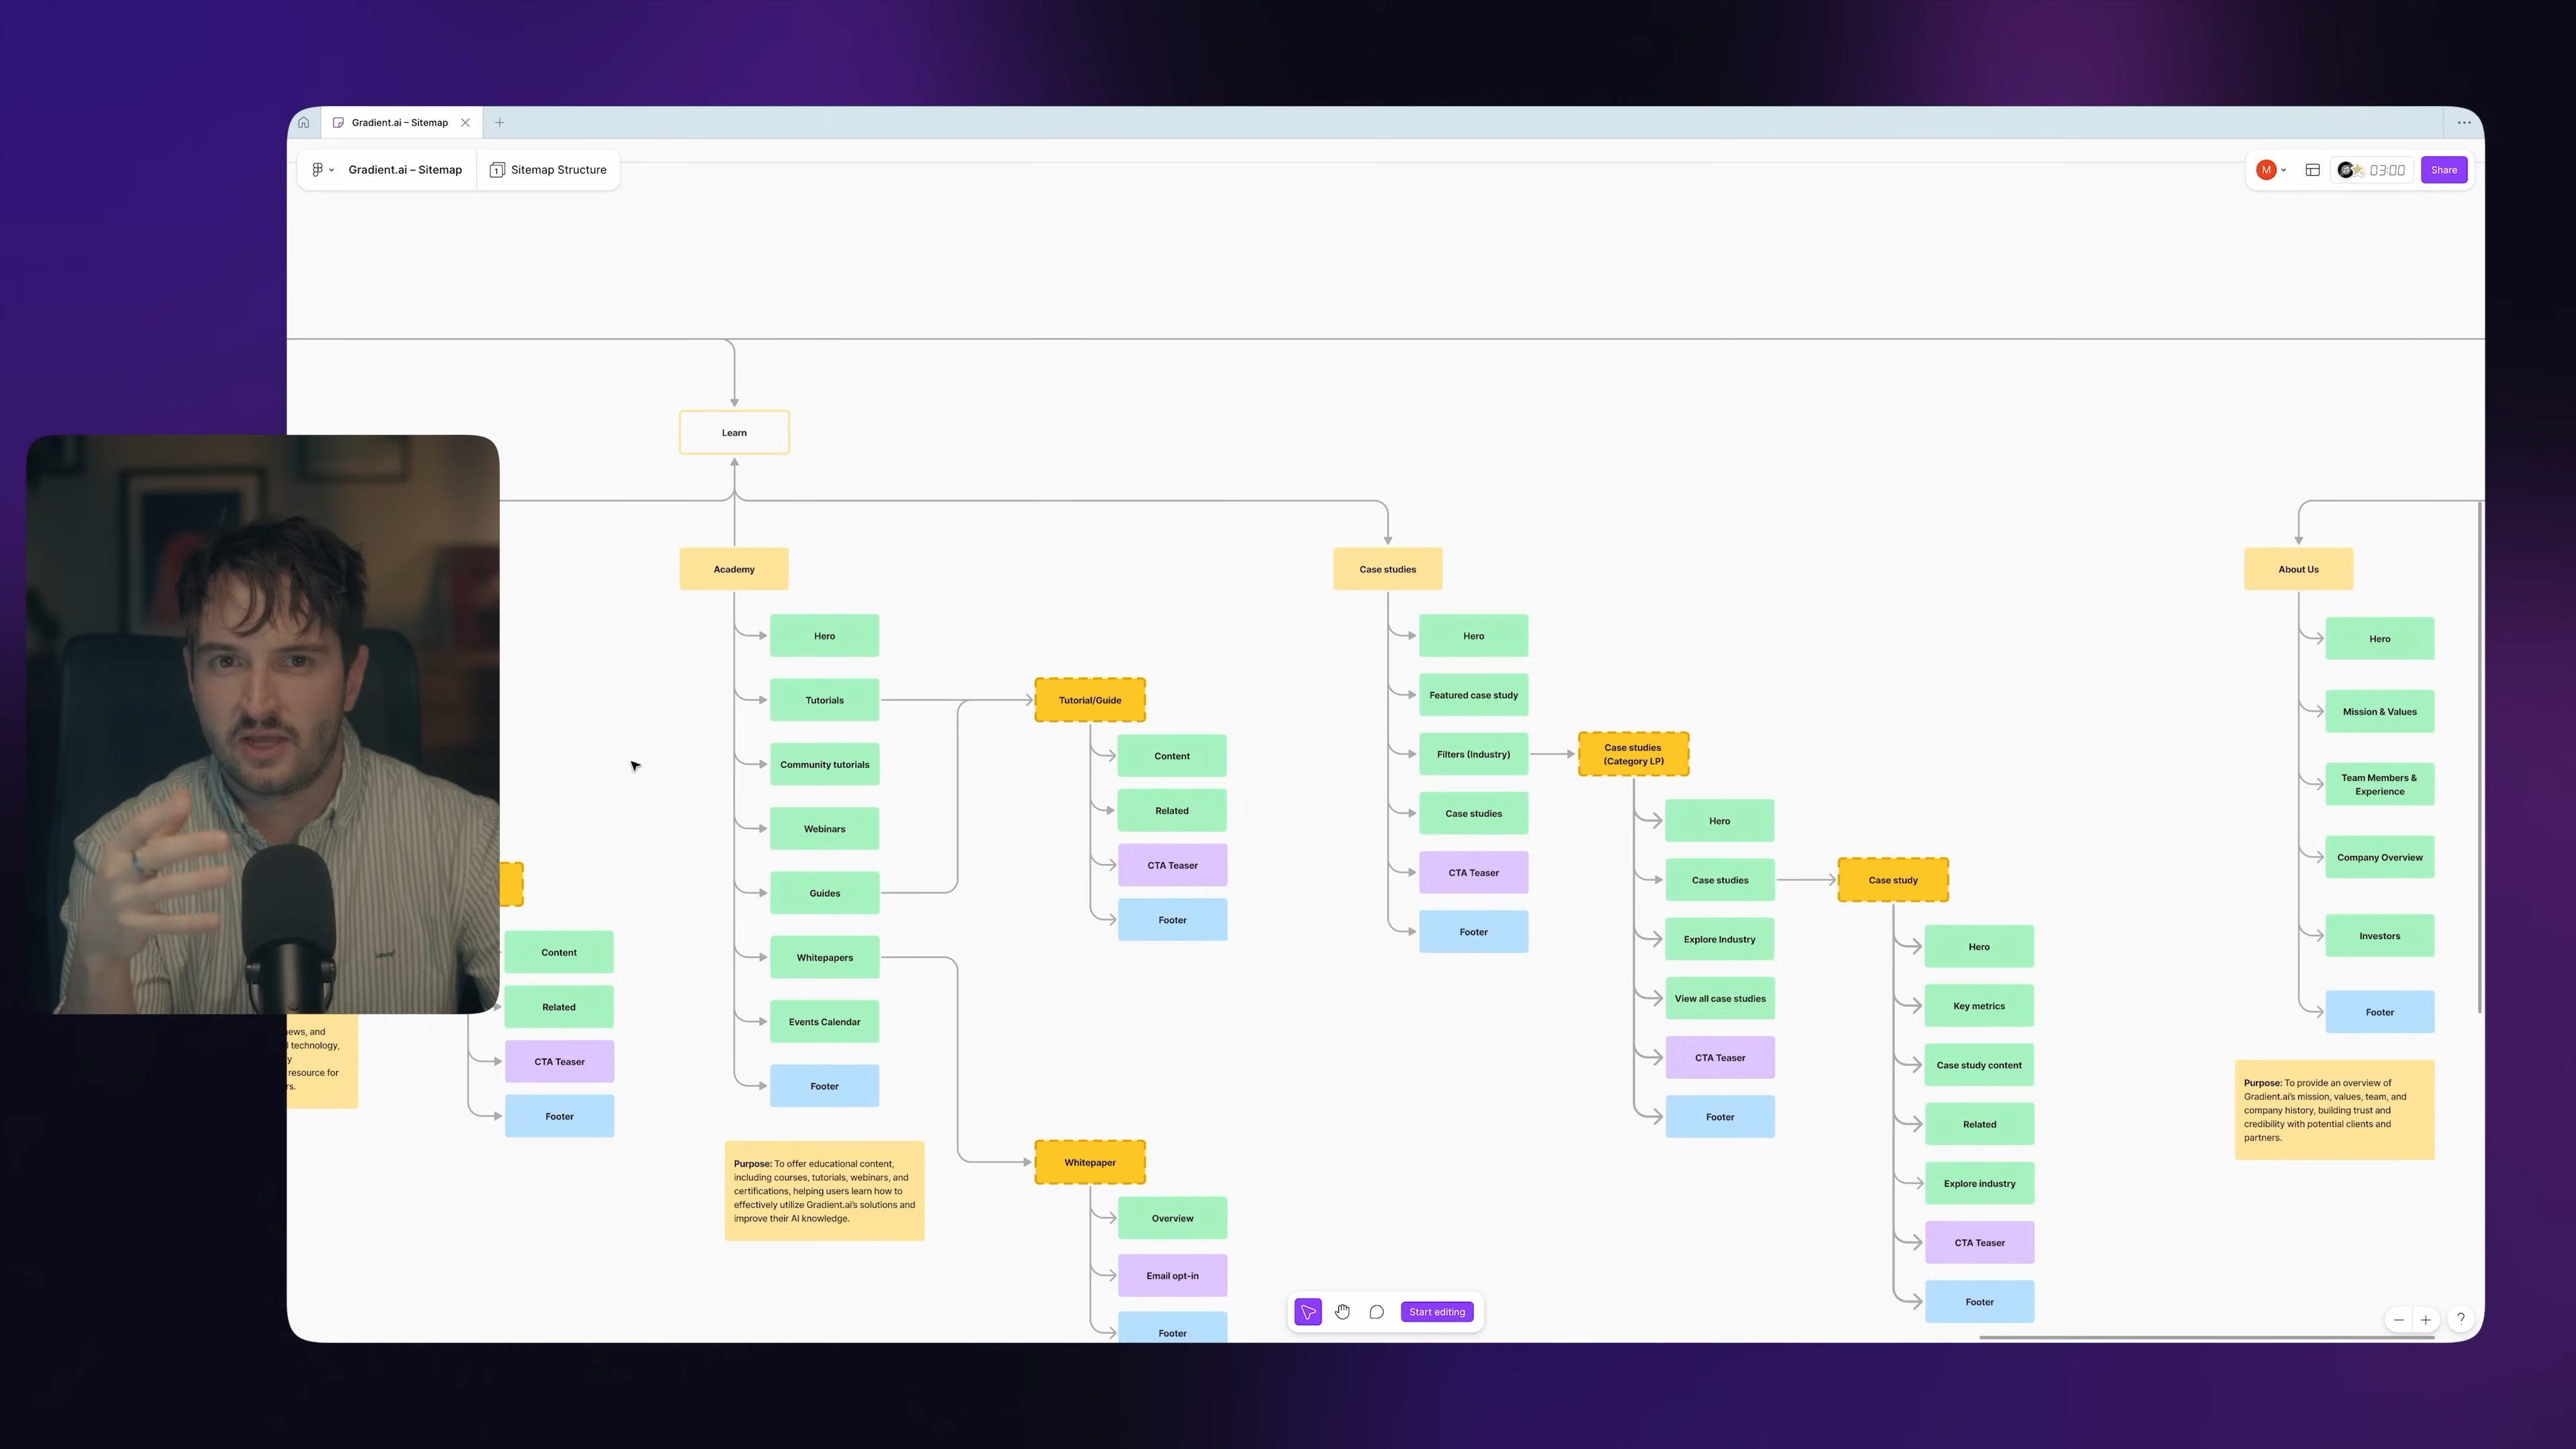 Gradient.ai – Sitemap
Gradient.ai – Sitemap
1
Sitemap Structure
M
03:00
Share
Learn
Academy
Hero
Tutorials
Community tutorials
Webinars
Guides
Whitepapers
Events Calendar
Footer
Purpose: To offer educational content,
including courses, tutorials, webinars, and
certifications, helping users learn how to
effectively utilize Gradient.ai's solutions and
improve their AI knowledge.
Content
Related
CTA Teaser
Footer
news, and
technology,
y
resource for
rs.
Tutorial/Guide
Content
Related
CTA Teaser
Footer
Whitepaper
Overview
Email opt-in
Footer
Case studies
Hero
Featured case study
Filters (Industry)
Case studies
CTA Teaser
Footer
Case studies
(Category LP)
Hero
Case studies
Explore Industry
View all case studies
CTA Teaser
Footer
Case study
Hero
Key metrics
Case study content
Related
Explore industry
CTA Teaser
Footer
About Us
Hero
Mission & Values
Team Members &
Experience
Company Overview
Investors
Footer
Purpose: To provide an overview of
Gradient.ai's mission, values, team, and
company history, building trust and
credibility with potential clients and
partners.
Start editing
?